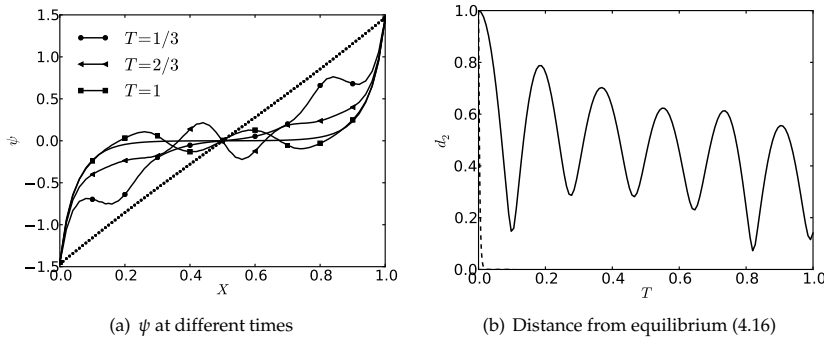 1.5
1.0
0.5
0.0
−0.5
−1.0
−1.5
ψ
T=1/3
T=2/3
T=1
0.0 0.2 0.4 0.6 0.8 1.0
X
(a) ψ at different times
1.0
0.8
0.6
0.4
0.2
0.0
d₂
0.0 0.2 0.4 0.6 0.8 1.0
T
(b) Distance from equilibrium (4.16)